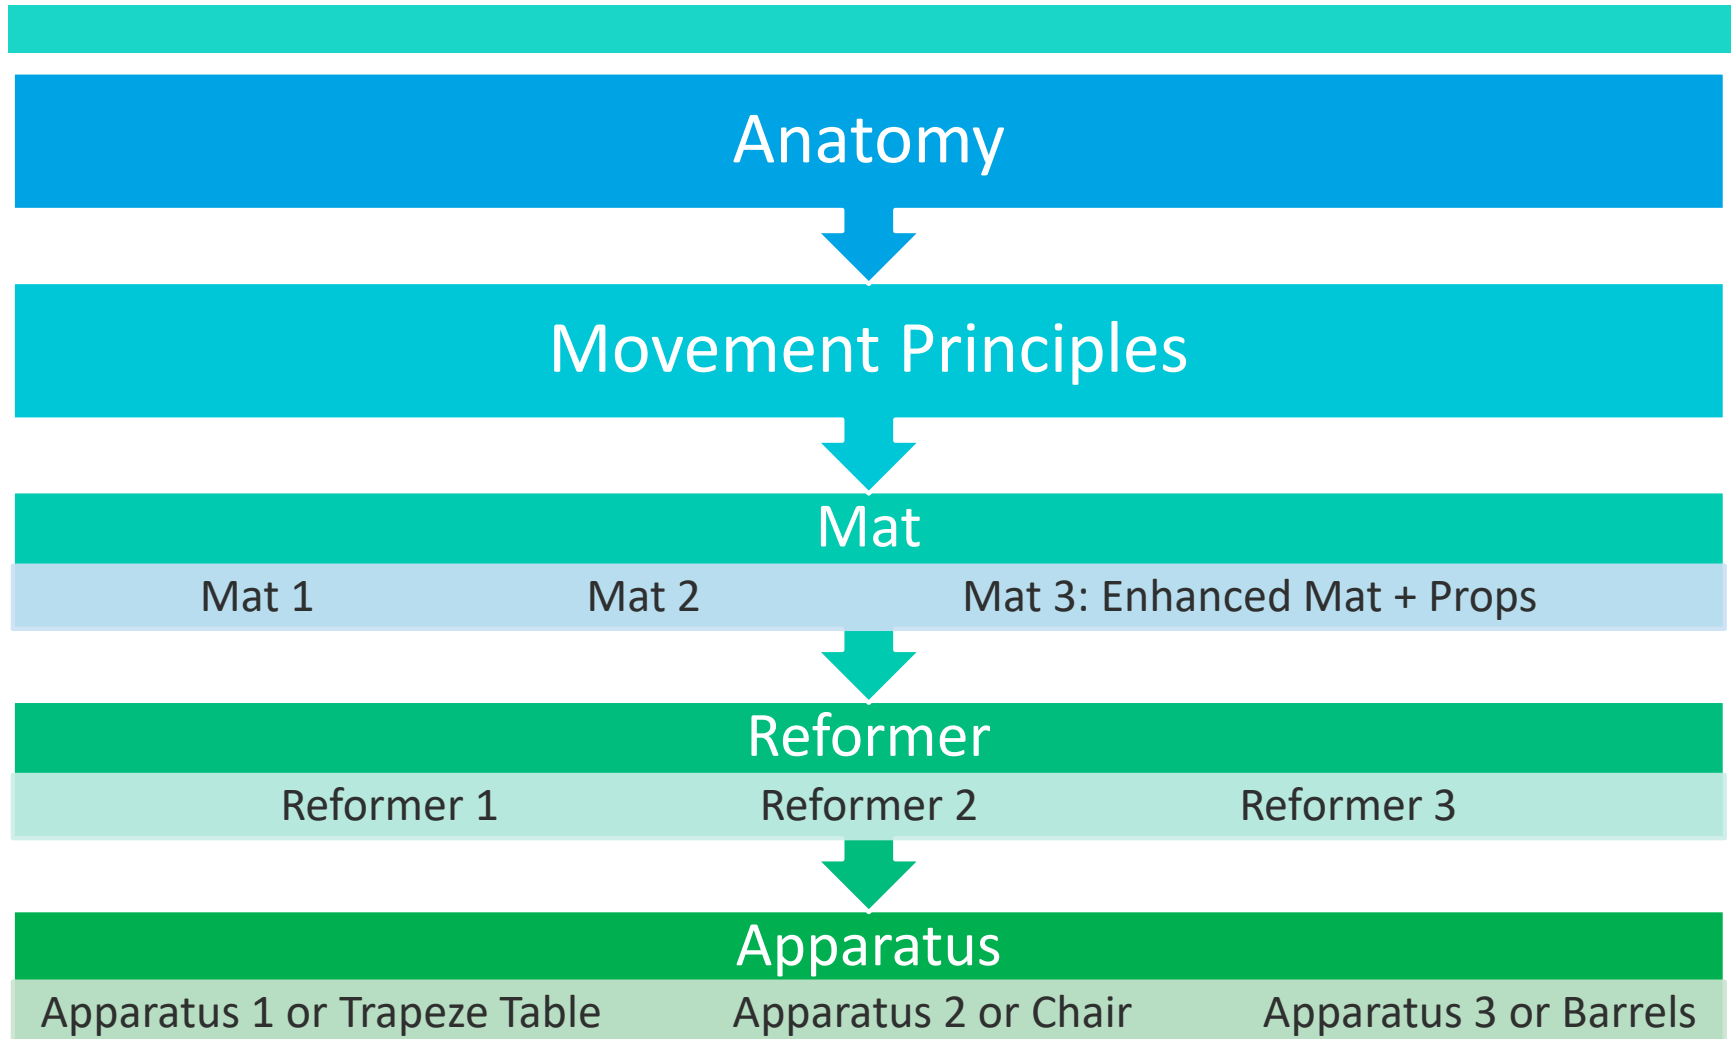 Anatomy
Movement Principles
Mat
Mat 1 Mat 2 Mat 3: Enhanced Mat + Props
Reformer
Reformer 1 Reformer 2 Reformer 3
Apparatus
Apparatus 1 or Trapeze Table Apparatus 2 or Chair Apparatus 3 or Barrels